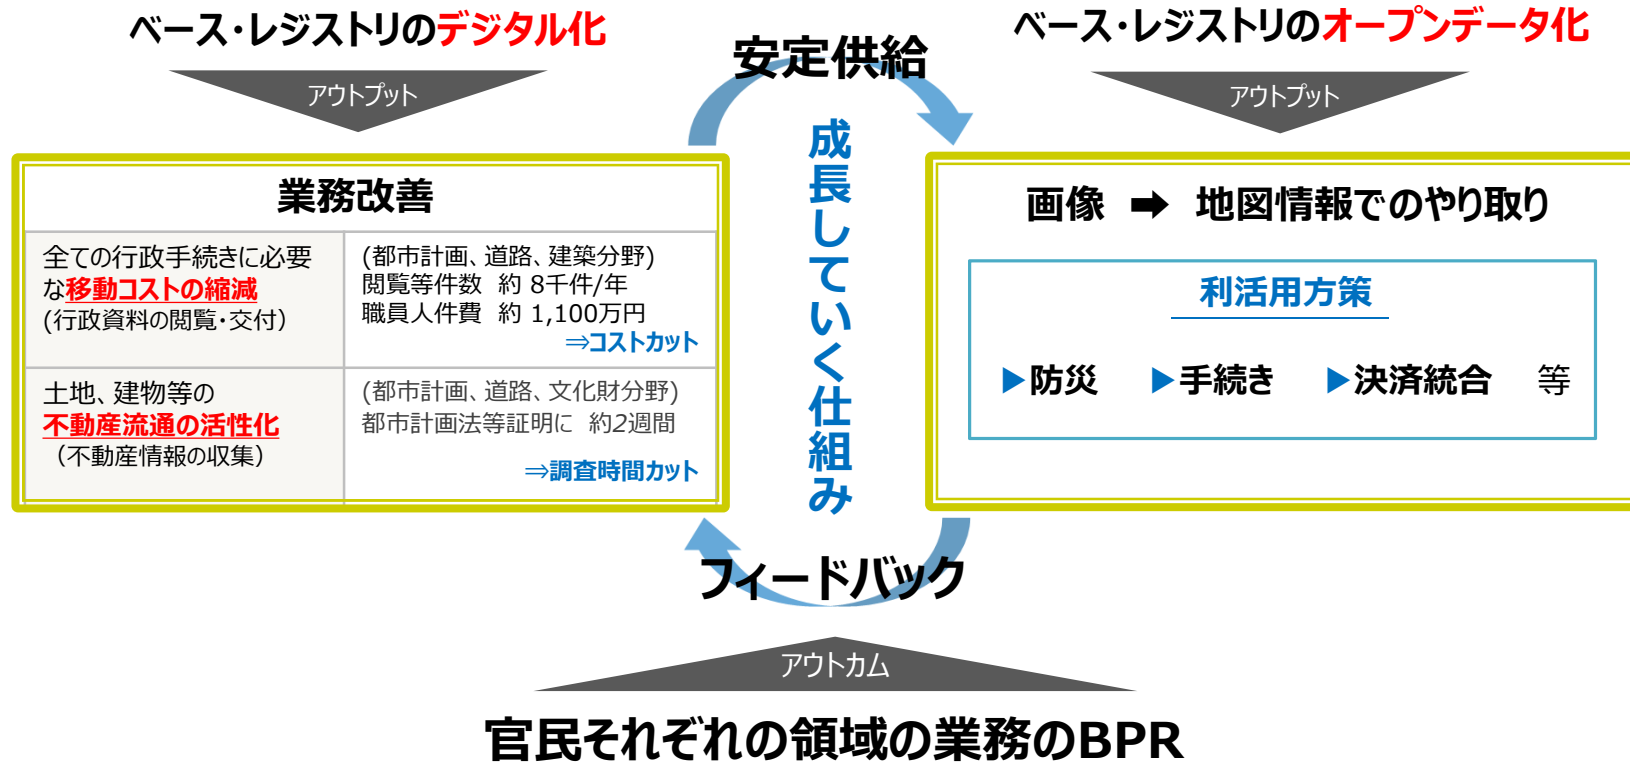 ベース・レジストリのデジタル化
アウトプット
業務改善
全ての行政手続きに必要
な移動コストの縮減
(行政資料の閲覧・交付)
(都市計画、道路、建築分野)
閲覧等件数 約 8千件/年
職員人件費 約 1,100万円
⇒コストカット
土地、建物等の
不動産流通の活性化
(不動産情報の収集)
(都市計画、道路、文化財分野)
都市計画法等証明に 約2週間
⇒調査時間カット
安定供給
成長していく仕組み
フィードバック
ベース・レジストリのオープンデータ化
アウトプット
画像 ➡ 地図情報でのやり取り
利活用方策
▶防災 ▶手続き ▶決済統合 等
アウトカム
官民それぞれの領域の業務のBPR